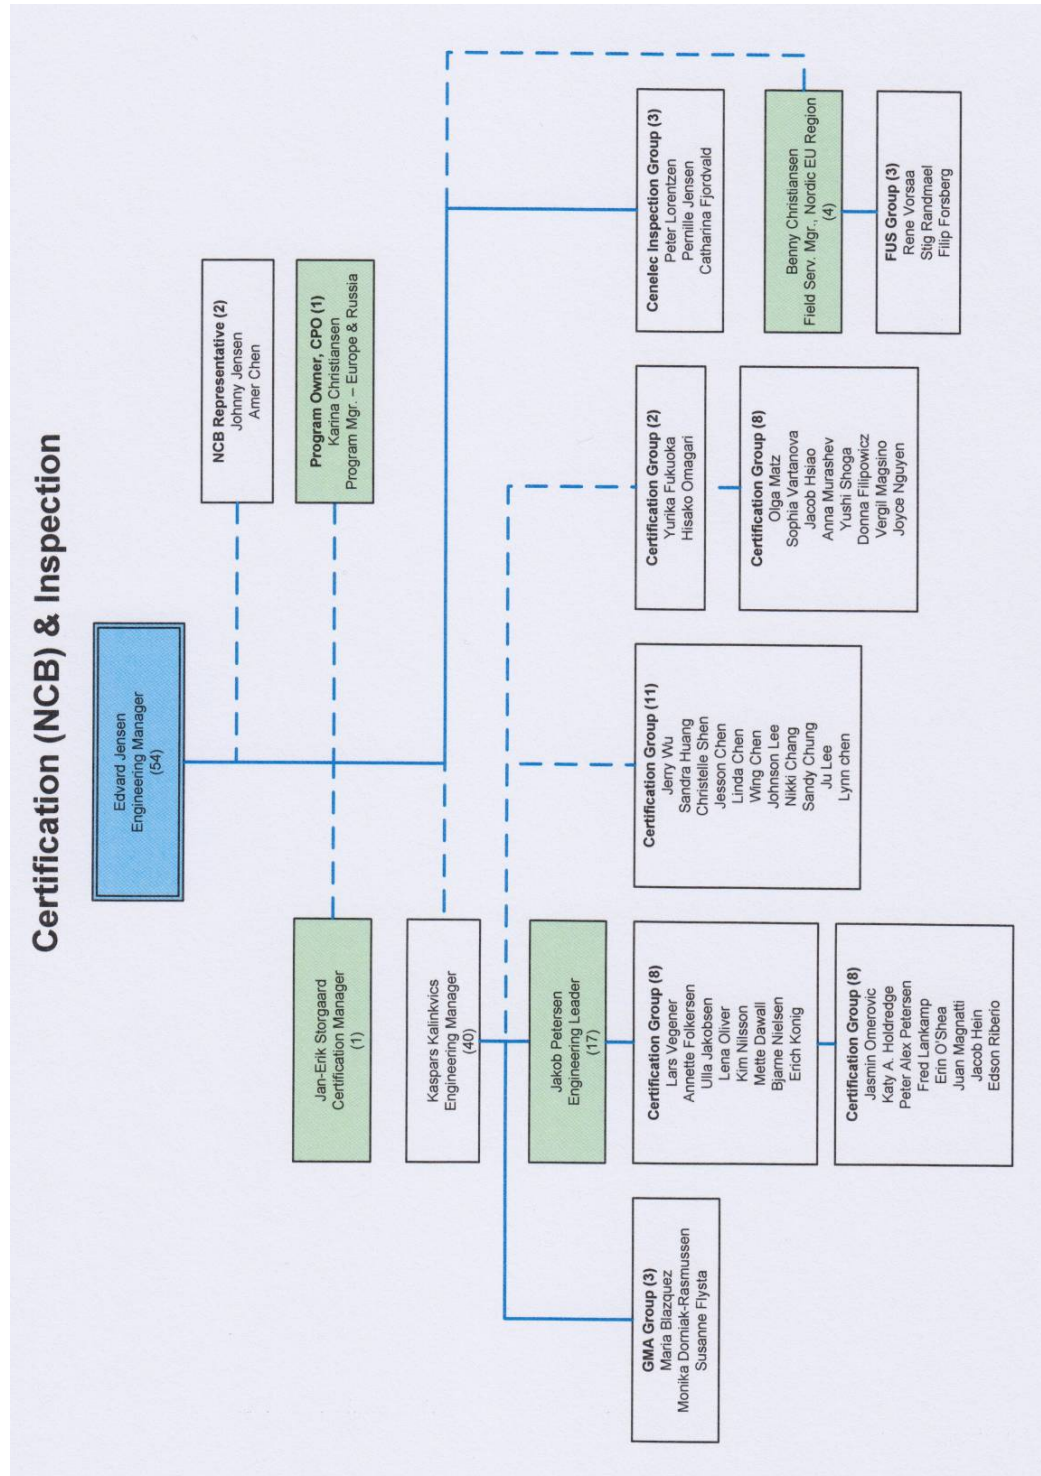 Certification (NCB) & Inspection
Edvard Jensen
Engineering Manager
(54)
NCB Representative (2)
Johnny Jensen
Amer Chen
Jan-Erik Storgaard
Certification Manager
(1)
Program Owner, CPO (1)
Karina Christiansen
Program Mgr. – Europe & Russia
Kaspars Kalinkvics
Engineering Manager
(40)
Jakob Petersen
Engineering Leader
(17)
GMA Group (3)
Maria Blazquez
Monika Dorniak-Rasmussen
Susanne Flysta
Certification Group (8)
Lars Vegener
Annette Folkersen
Ulla Jakobsen
Lena Oliver
Kim Nilsson
Mette Dawall
Bjarne Nielsen
Erich Konig
Certification Group (8)
Jasmin Omerovic
Katy A. Holdredge
Peter Alex Petersen
Fred Lankamp
Erin O'Shea
Juan Magnatti
Jacob Hein
Edson Riberio
Certification Group (11)
Jerry Wu
Sandra Huang
Christelle Shen
Jesson Chen
Linda Chen
Wing Chen
Johnson Lee
Nikki Chang
Sandy Chung
Ju Lee
Lynn chen
Certification Group (2)
Yurika Fukuoka
Hisako Omagari
Certification Group (8)
Olga Matz
Sophia Vartanova
Jacob Hsiao
Anna Murashev
Yushi Shoga
Donna Filipowicz
Vergil Magsino
Joyce Nguyen
Cenelec Inspection Group (3)
Peter Lorentzen
Pernille Jensen
Catharina Fjordvald
Benny Christiansen
Field Serv. Mgr., Nordic EU Region
(4)
FUS Group (3)
Rene Vorsaa
Stig Randmael
Filip Forsberg